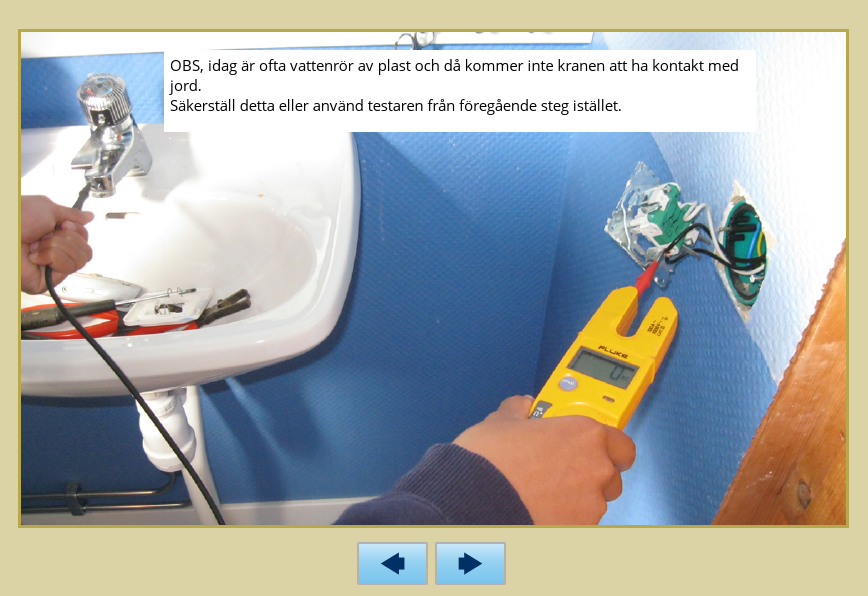 OBS, idag är ofta vattenrör av plast och då kommer inte kranen att ha kontakt med
jord.
Säkerställ detta eller använd testaren från föregående steg istället.
FLUKE